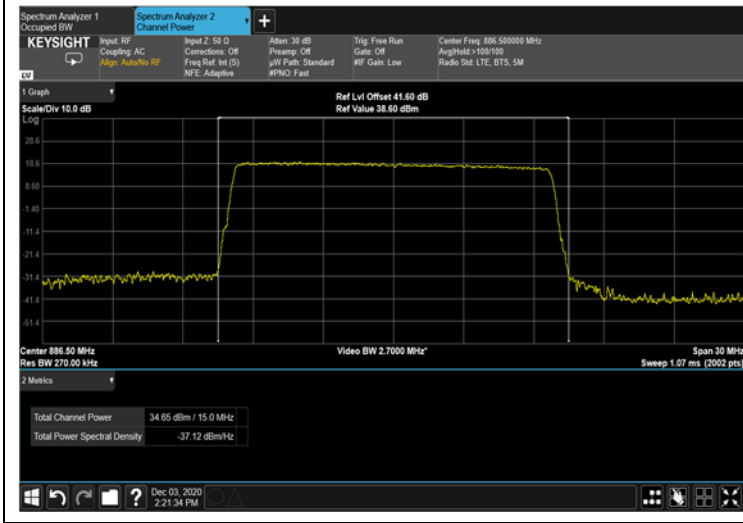 Spectrum Analyzer 1
Occupied BW
Spectrum Analyzer 2
Channel Power
KEYSIGHT
Input: RF
Coupling: AC
Align: Auto/No RF
Input Z: 50 Ω
Corrections: Off
Freq Ref: Int (S)
NFE: Adaptive
Atten: 30 dB
Preamp: Off
µW Path: Standard
#PNO: Fast
Trig: Free Run
Gate: Off
#IF Gain: Low
Center Freq: 886.500000 MHz
Avg|Hold:>100/100
Radio Std: LTE, BTS, 5M
1 Graph
Scale/Div 10.0 dB
Ref Lvl Offset 41.60 dB
Ref Value 38.60 dBm
Log
28.6
18.6
8.60
-1.40
-11.4
-21.4
-31.4
-41.4
-51.4
Center 886.50 MHz
Res BW 270.00 kHz
Video BW 2.7000 MHz*
Span 30 MHz
Sweep 1.07 ms (2002 pts)
2 Metrics
Total Channel Power 34.65 dBm / 15.0 MHz
Total Power Spectral Density -37.12 dBm/Hz
?
Dec 03, 2020
2:21:34 PM